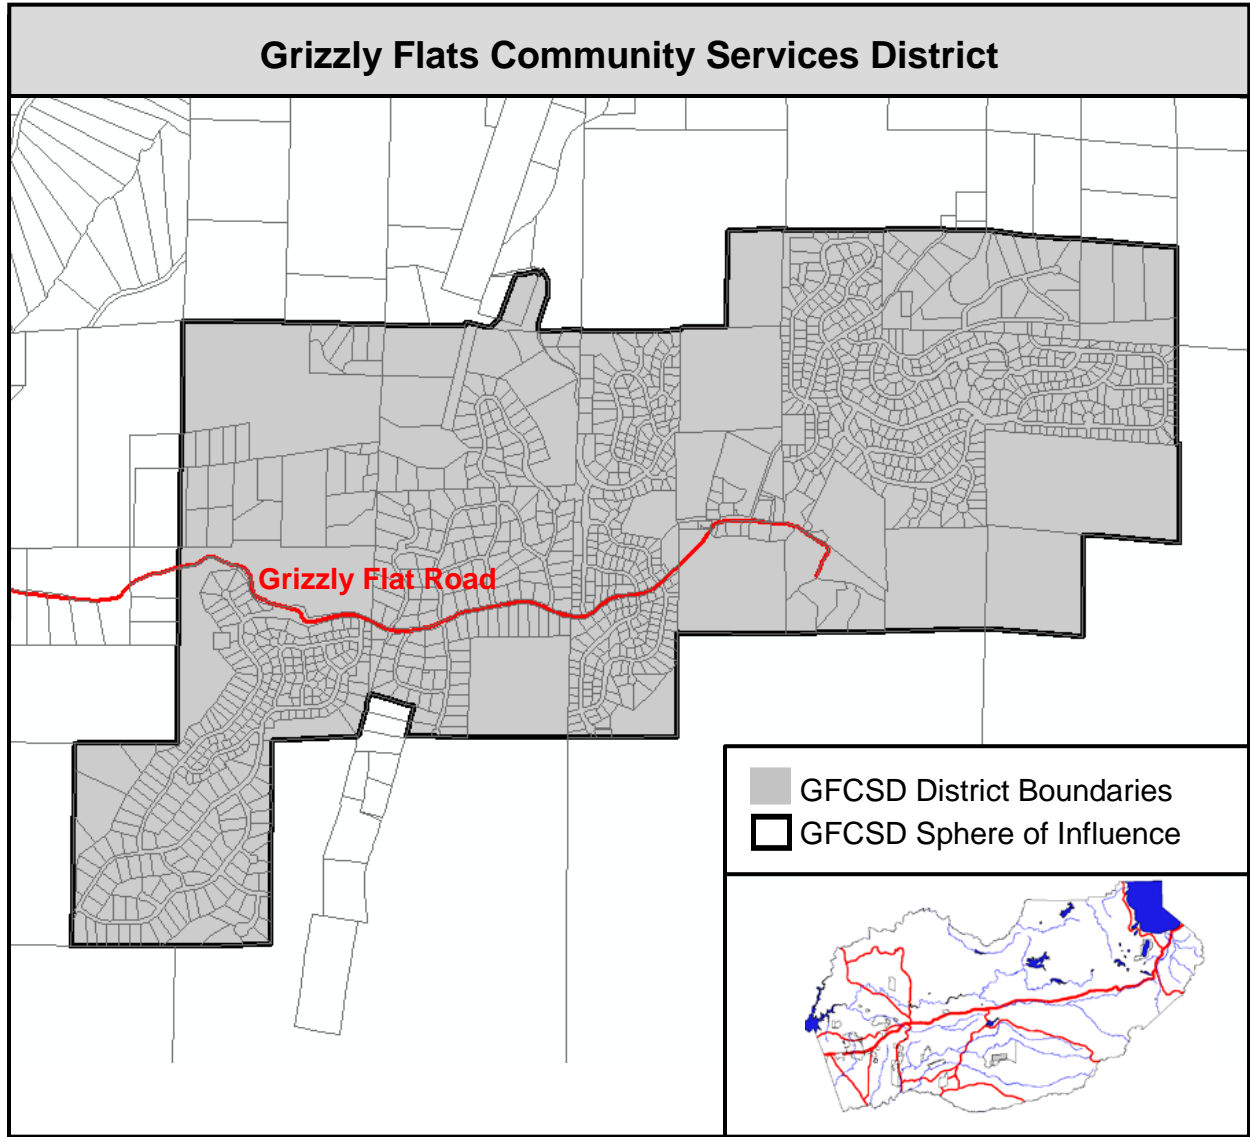 Grizzly Flats Community Services District
Grizzly Flat Road
GFCSD District Boundaries
GFCSD Sphere of Influence